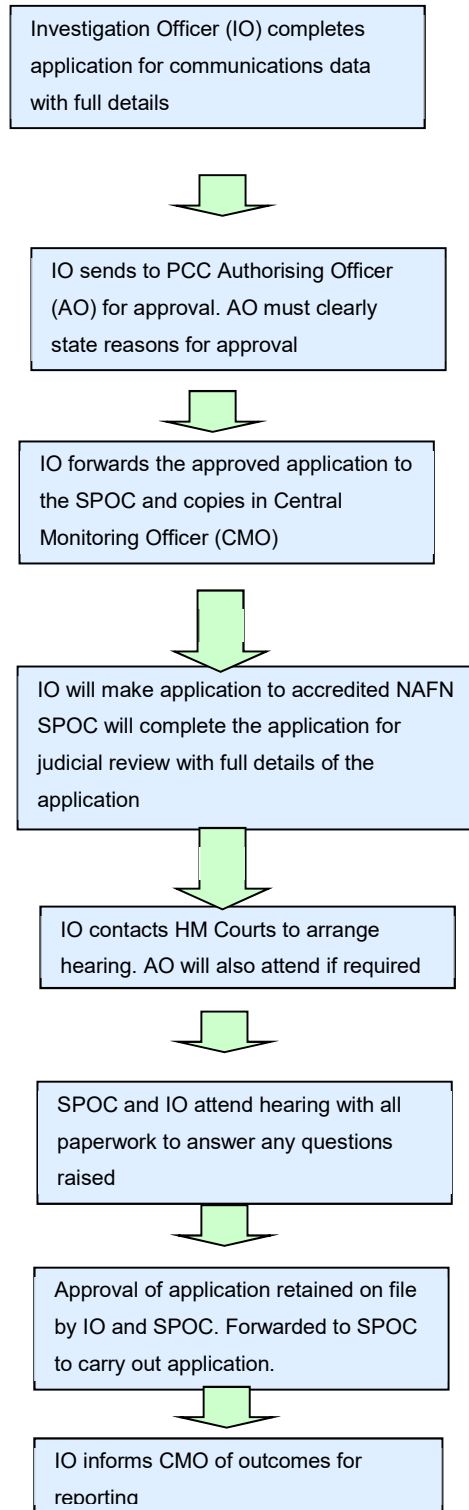 Investigation Officer (IO) completes
application for communications data
with full details
IO sends to PCC Authorising Officer
(AO) for approval. AO must clearly
state reasons for approval
IO forwards the approved application to
the SPOC and copies in Central
Monitoring Officer (CMO)
IO will make application to accredited NAFN
SPOC will complete the application for
judicial review with full details of the
application
IO contacts HM Courts to arrange
hearing. AO will also attend if required
SPOC and IO attend hearing with all
paperwork to answer any questions
raised
Approval of application retained on file
by IO and SPOC. Forwarded to SPOC
to carry out application.
IO informs CMO of outcomes for
reporting